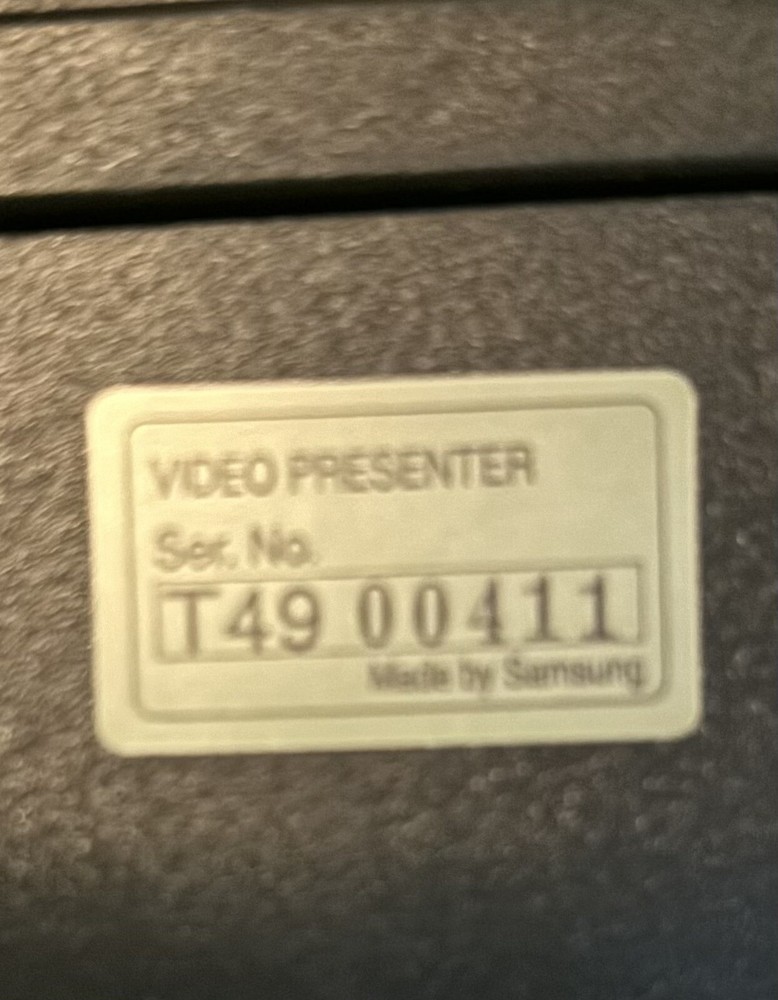 VIDEO PRESENTER
Ser. No.
T49 00411
Made by Samsung